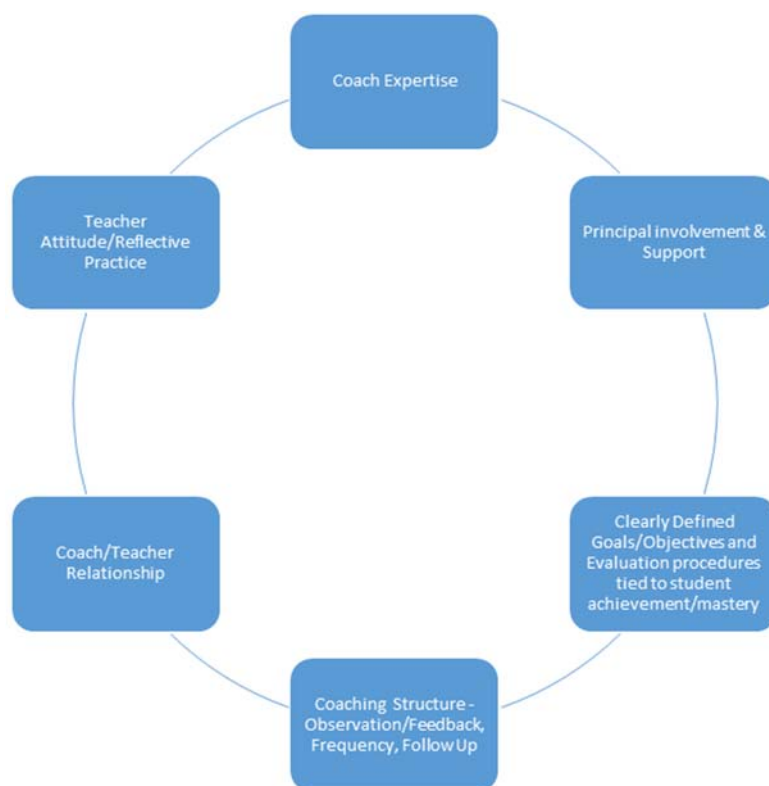 Coach Expertise
Principal involvement &
Support
Clearly Defined
Goals/Objectives and
Evaluation procedures
tied to student
achievement/mastery
Coaching Structure -
Observation/Feedback,
Frequency, Follow Up
Coach/Teacher
Relationship
Teacher
Attitude/Reflective
Practice